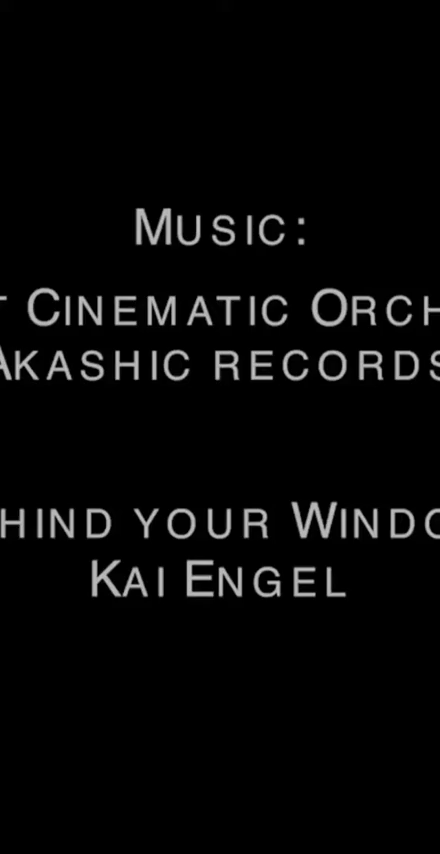 MUSIC:
T CINEMATIC ORCH
AKASHIC RECORDS
HIND YOUR WINDO
KAI ENGEL